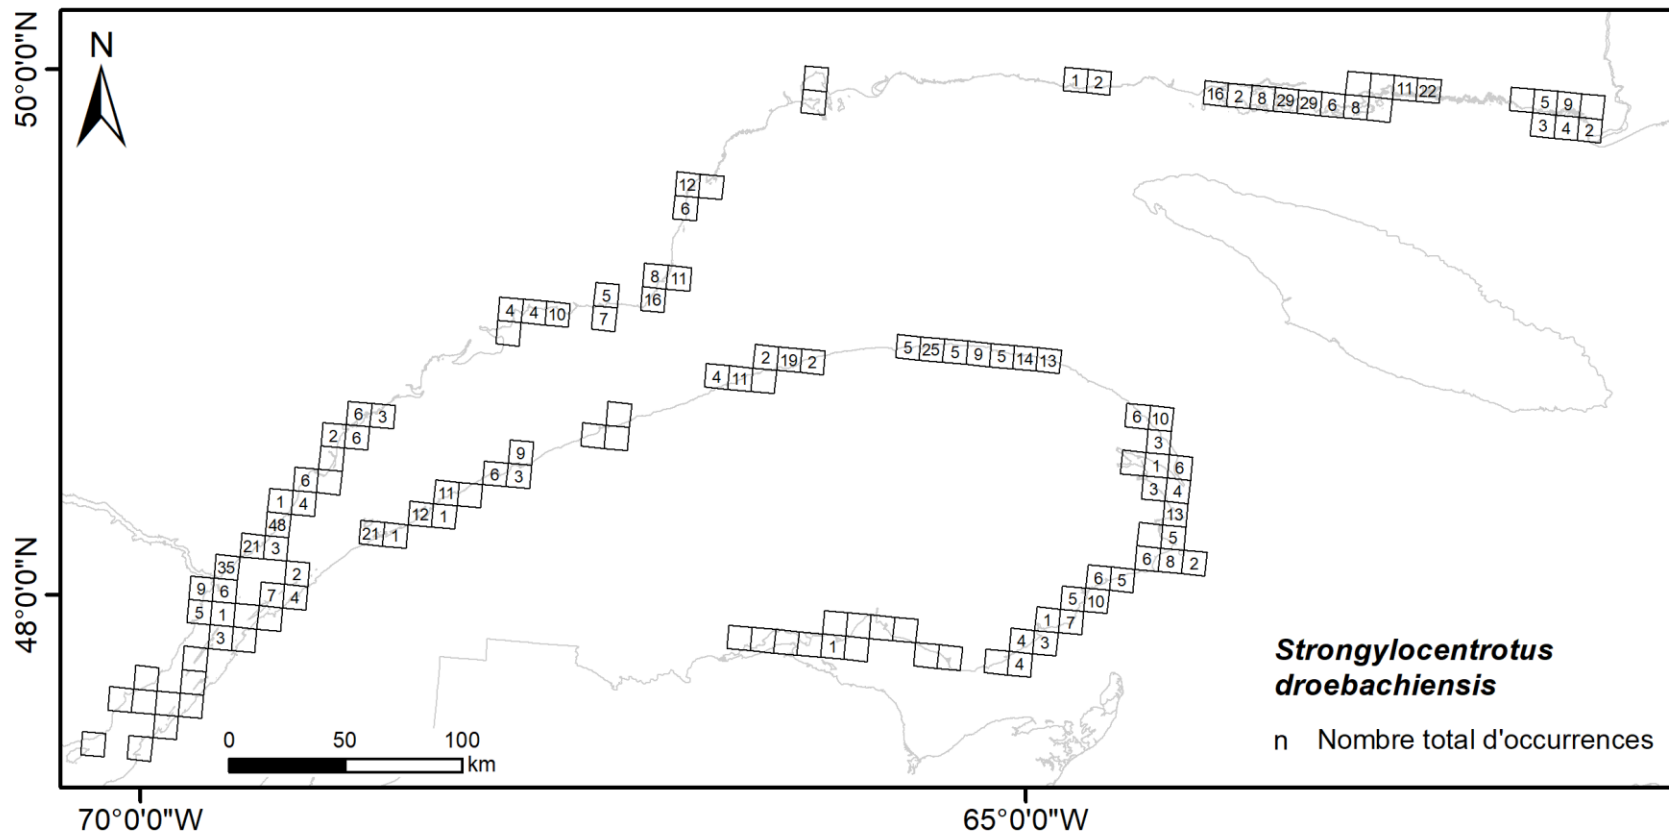 N
50°0'0"N
1 2
16 2 8 29 29 6 8
11 22
5 9
3 4 2
12
6
8 11
16
5
7
4 4 10
2 19 2
4 11
5 25 5 9 5 14 13
6 3
2 6
6
1 4
48
21 3
35
9 6
5 1
3
2
7 4
9
6 3
11
12 1
21 1
6 10
3
1 6
3 4
13
5
6 8 2
6 5
5 10
1 7
4 3
4
1
48°0'0"N
Strongylocentrotus
droebachiensis
n Nombre total d'occurrences
0 50 100
km
70°0'0"W
65°0'0"W